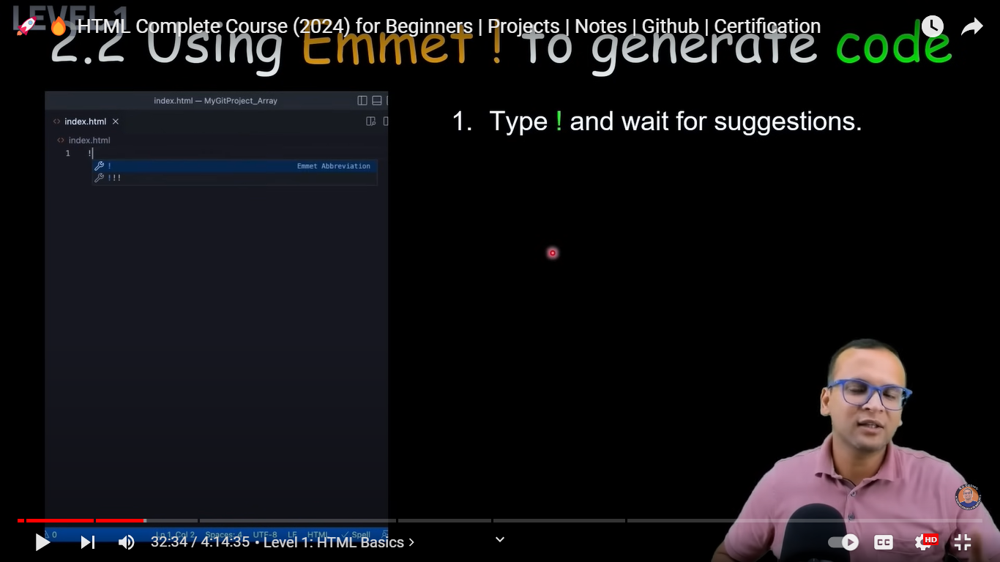 LEVEL 1
🚀 🔥 HTML Complete Course (2024) for Beginners | Projects | Notes | Github | Certification
2.2 Using Emmet ! to generate code
index.html — MyGitProject_Array
index.html
index.html
1 !
! Emmet Abbreviation
!!!
1. Type ! and wait for suggestions.
0 Ln 1, Col 2 Spaces: 4 UTF-8 LF HTML Spell
32:34 / 4:14:35 • Level 1: HTML Basics
CC
HD